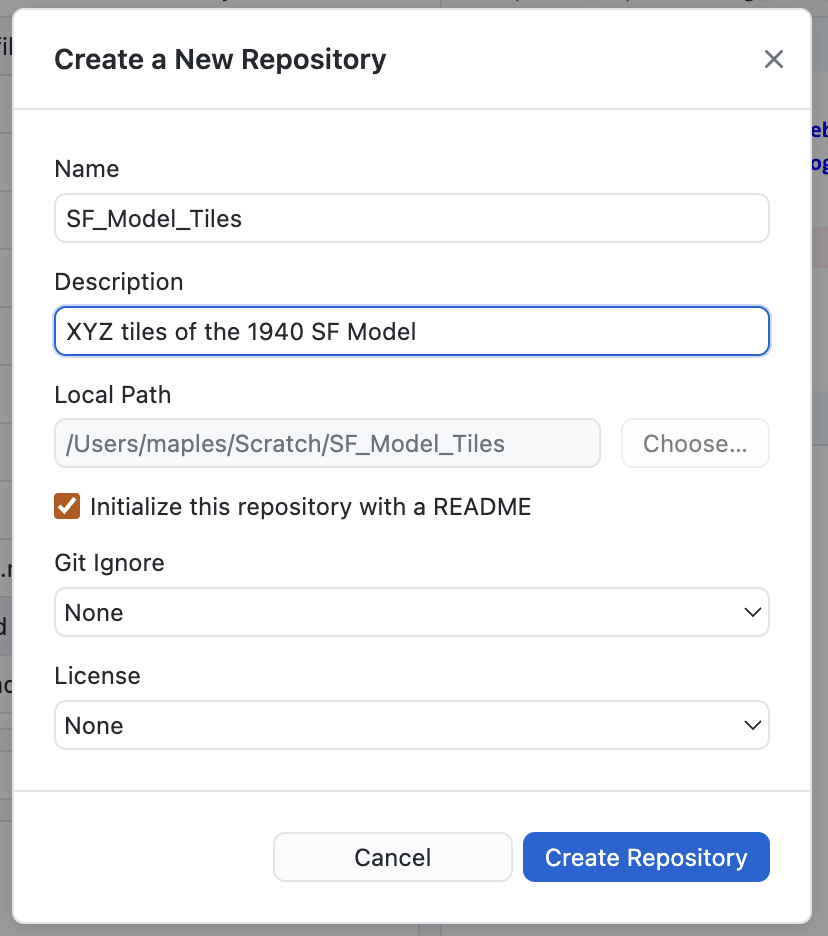 Create a New Repository
Name
SF_Model_Tiles
Description
XYZ tiles of the 1940 SF Model
Local Path
/Users/maples/Scratch/SF_Model_Tiles
Choose...
Initialize this repository with a README
Git Ignore
None
License
None
Cancel
Create Repository